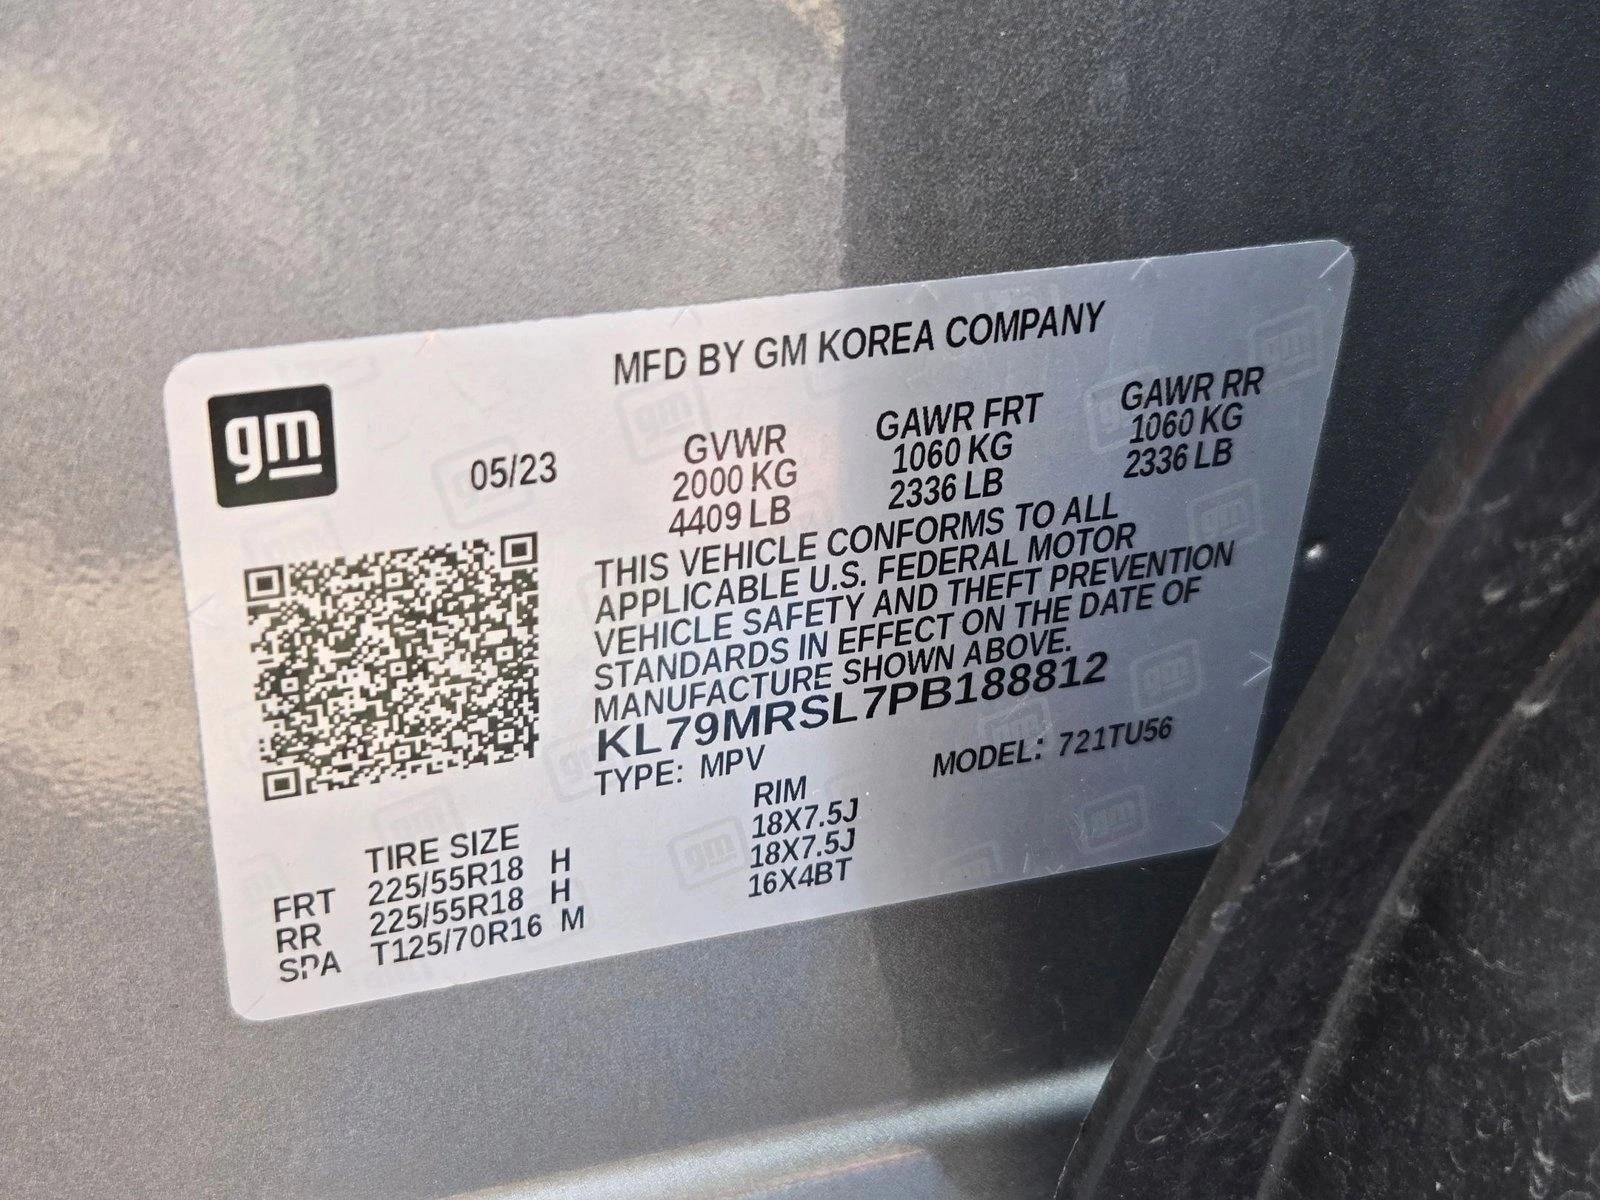 MFD BY GM KOREA COMPANY
gm
05/23
GVWR GAWR FRT GAWR RR
2000 KG 1060 KG 1060 KG
4409 LB 2336 LB 2336 LB
THIS VEHICLE CONFORMS TO ALL
APPLICABLE U.S. FEDERAL MOTOR
VEHICLE SAFETY AND THEFT PREVENTION
STANDARDS IN EFFECT ON THE DATE OF
MANUFACTURE SHOWN ABOVE.
KL79MRSL7PB188812
TYPE: MPV MODEL: 721TU56
TIRE SIZE RIM
FRT 225/55R18 H 18X7.5J
RR 225/55R18 H 18X7.5J
SPA T125/70R16 M 16X4BT